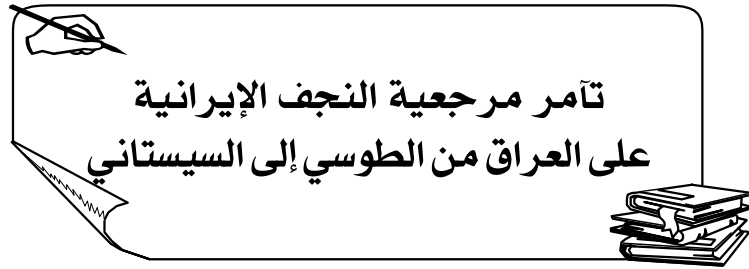 تآمر مرجعية النجف الإيرانية
على العراق من الطوسي إلى السيستاني